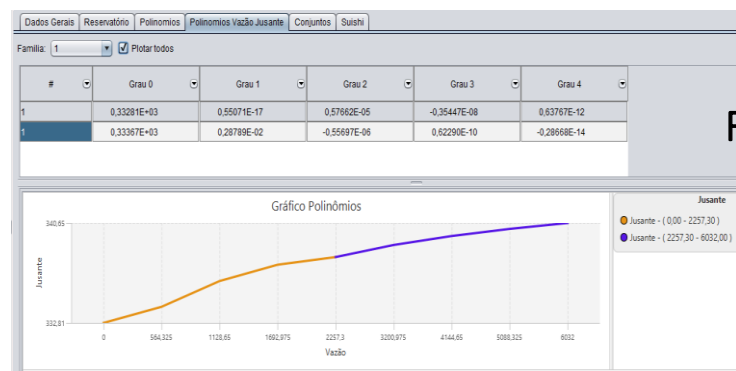 Dados Gerais Reservatório Polinomios Polinomios Vazão Jusante Conjuntos Suishi
Familia: 1 Plotar todos
# Grau 0 Grau 1 Grau 2 Grau 3 Grau 4
1 0,33281E+03 0,55071E-17 0,57662E-05 -0,35447E-08 0,63767E-12
1 0,33367E+03 0,28789E-02 -0,55697E-06 0,62290E-10 -0,28668E-14
Gráfico Polinômios
340,65
Jusante
332,81
0 564,325 1128,65 1692,975 2257,3 3200,975 4144,65 5088,325 6032
Vazão
Jusante
Jusante - ( 0,00 - 2257,30 )
Jusante - ( 2257,30 - 6032,00 )